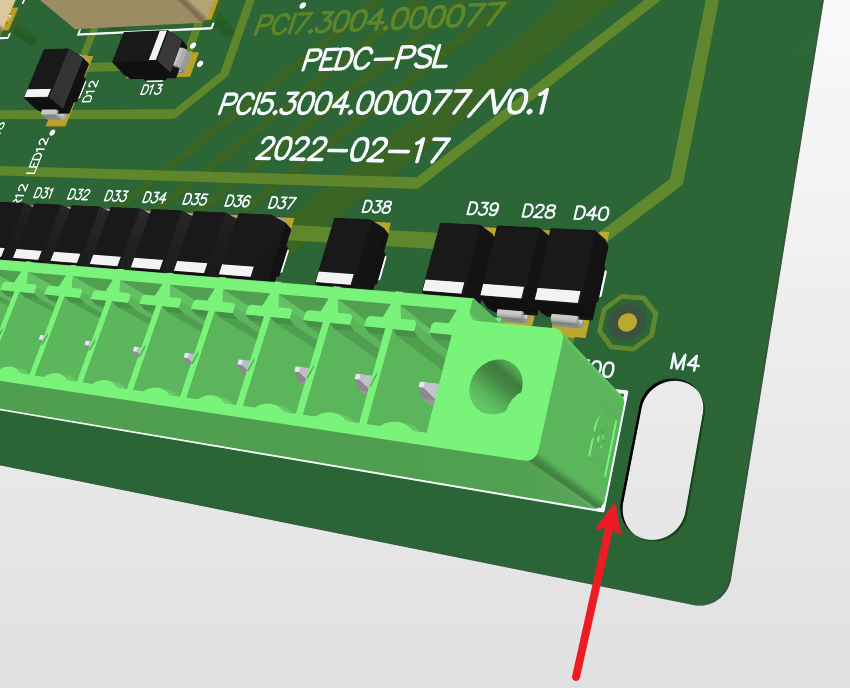 PCI7.3004.000077
PEDC-PSL
PCI5.3004.000077/V0.1
2022-02-17
D12
D13
LED12
D31
D32
D33
D34
D35
D36
D37
D38
D39
D28
D40
M4